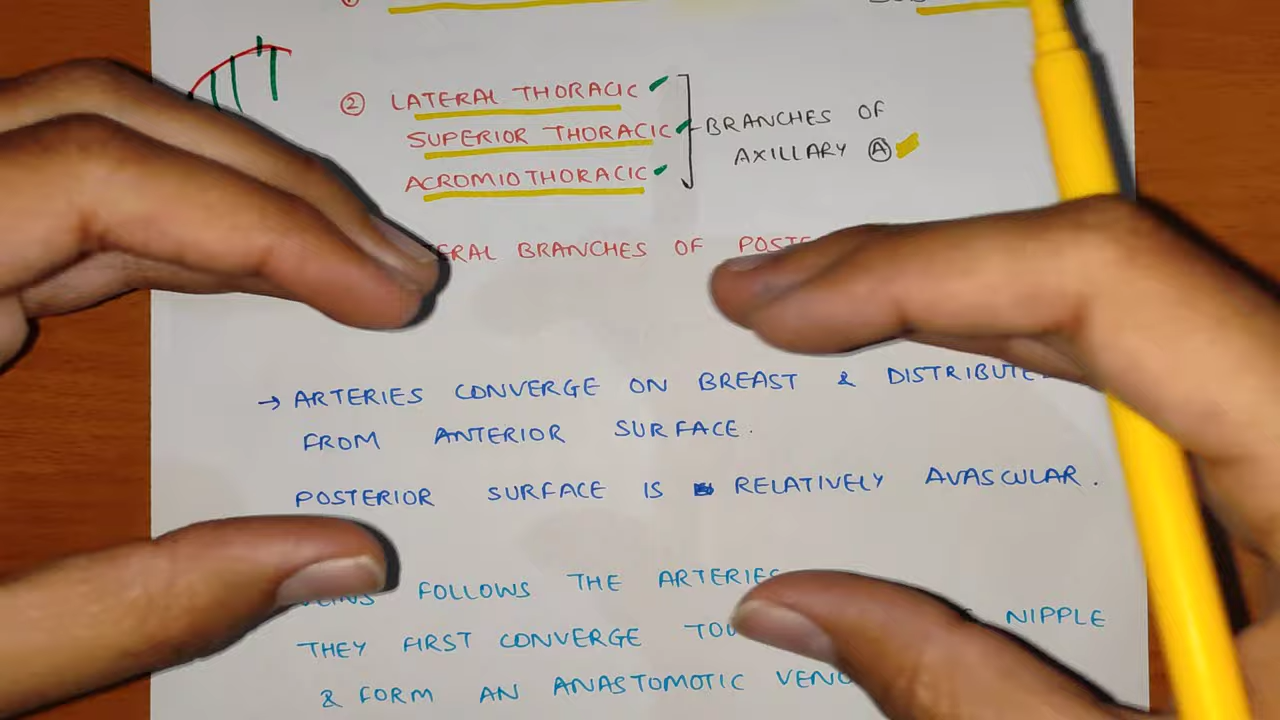 ② LATERAL THORACIC
SUPERIOR THORACIC
ACROMIOTHORACIC
BRANCHES OF
AXILLARY Ⓐ
BRANCHES OF
→ ARTERIES CONVERGE ON BREAST & DISTRIBUTE
FROM ANTERIOR SURFACE.
POSTERIOR SURFACE IS RELATIVELY AVASCULAR.
FOLLOWS THE ARTERIES
THEY FIRST CONVERGE NIPPLE
& FORM AN ANASTOMOTIC